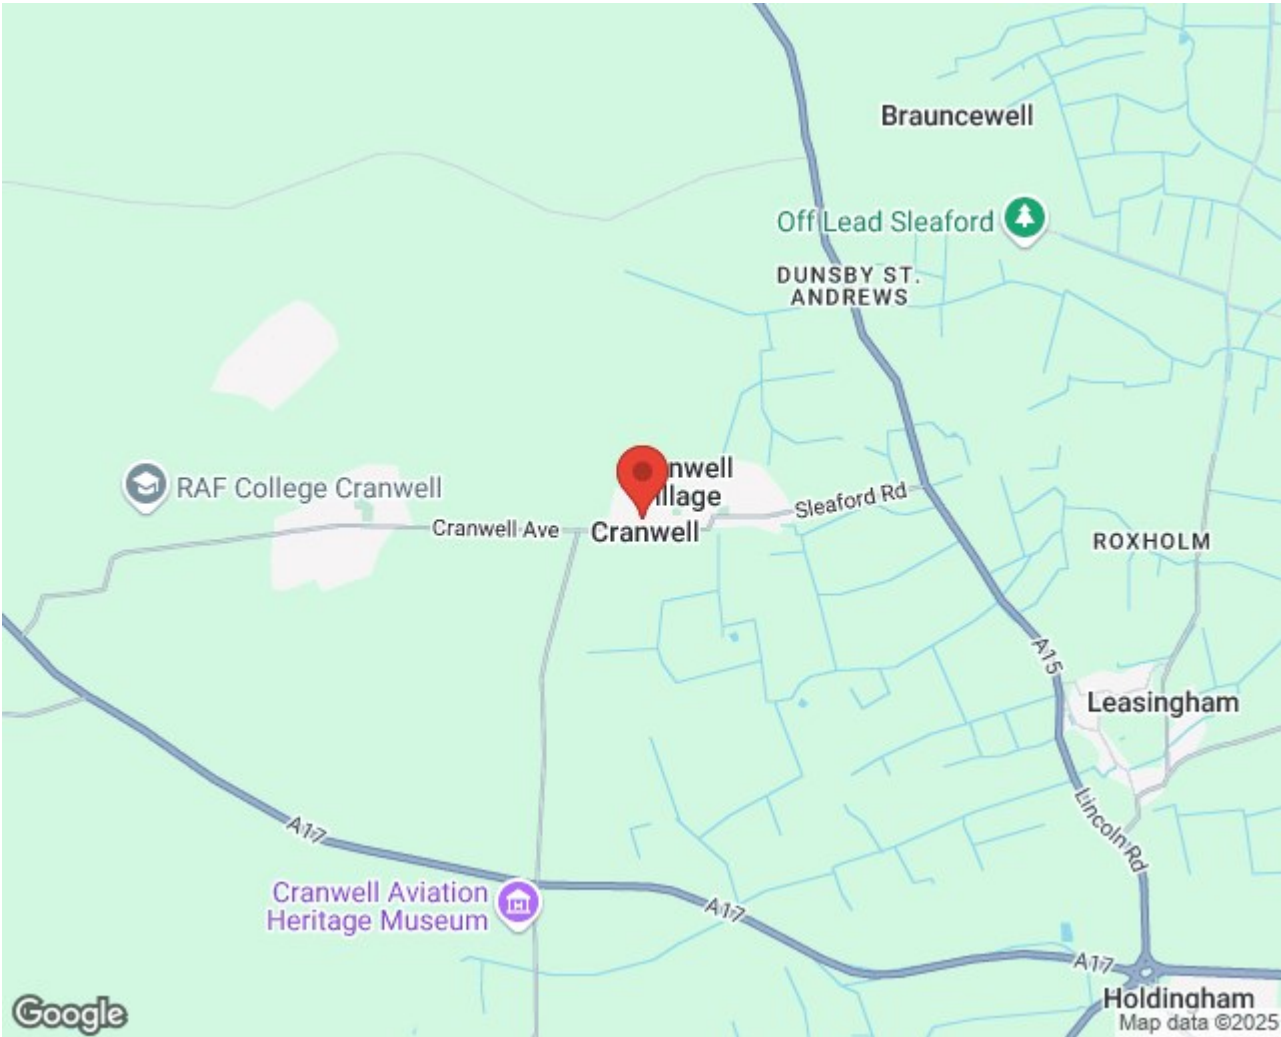 Brauncewell
Off Lead Sleaford
DUNSBY ST.
ANDREWS
nwell
llage
RAF College Cranwell
Sleaford Rd
Cranwell Ave
Cranwell
ROXHOLM
A15
Leasingham
A17
Lincoln Rd
Cranwell Aviation
Heritage Museum
A17
A17
Holdingham
Google
Map data ©2025